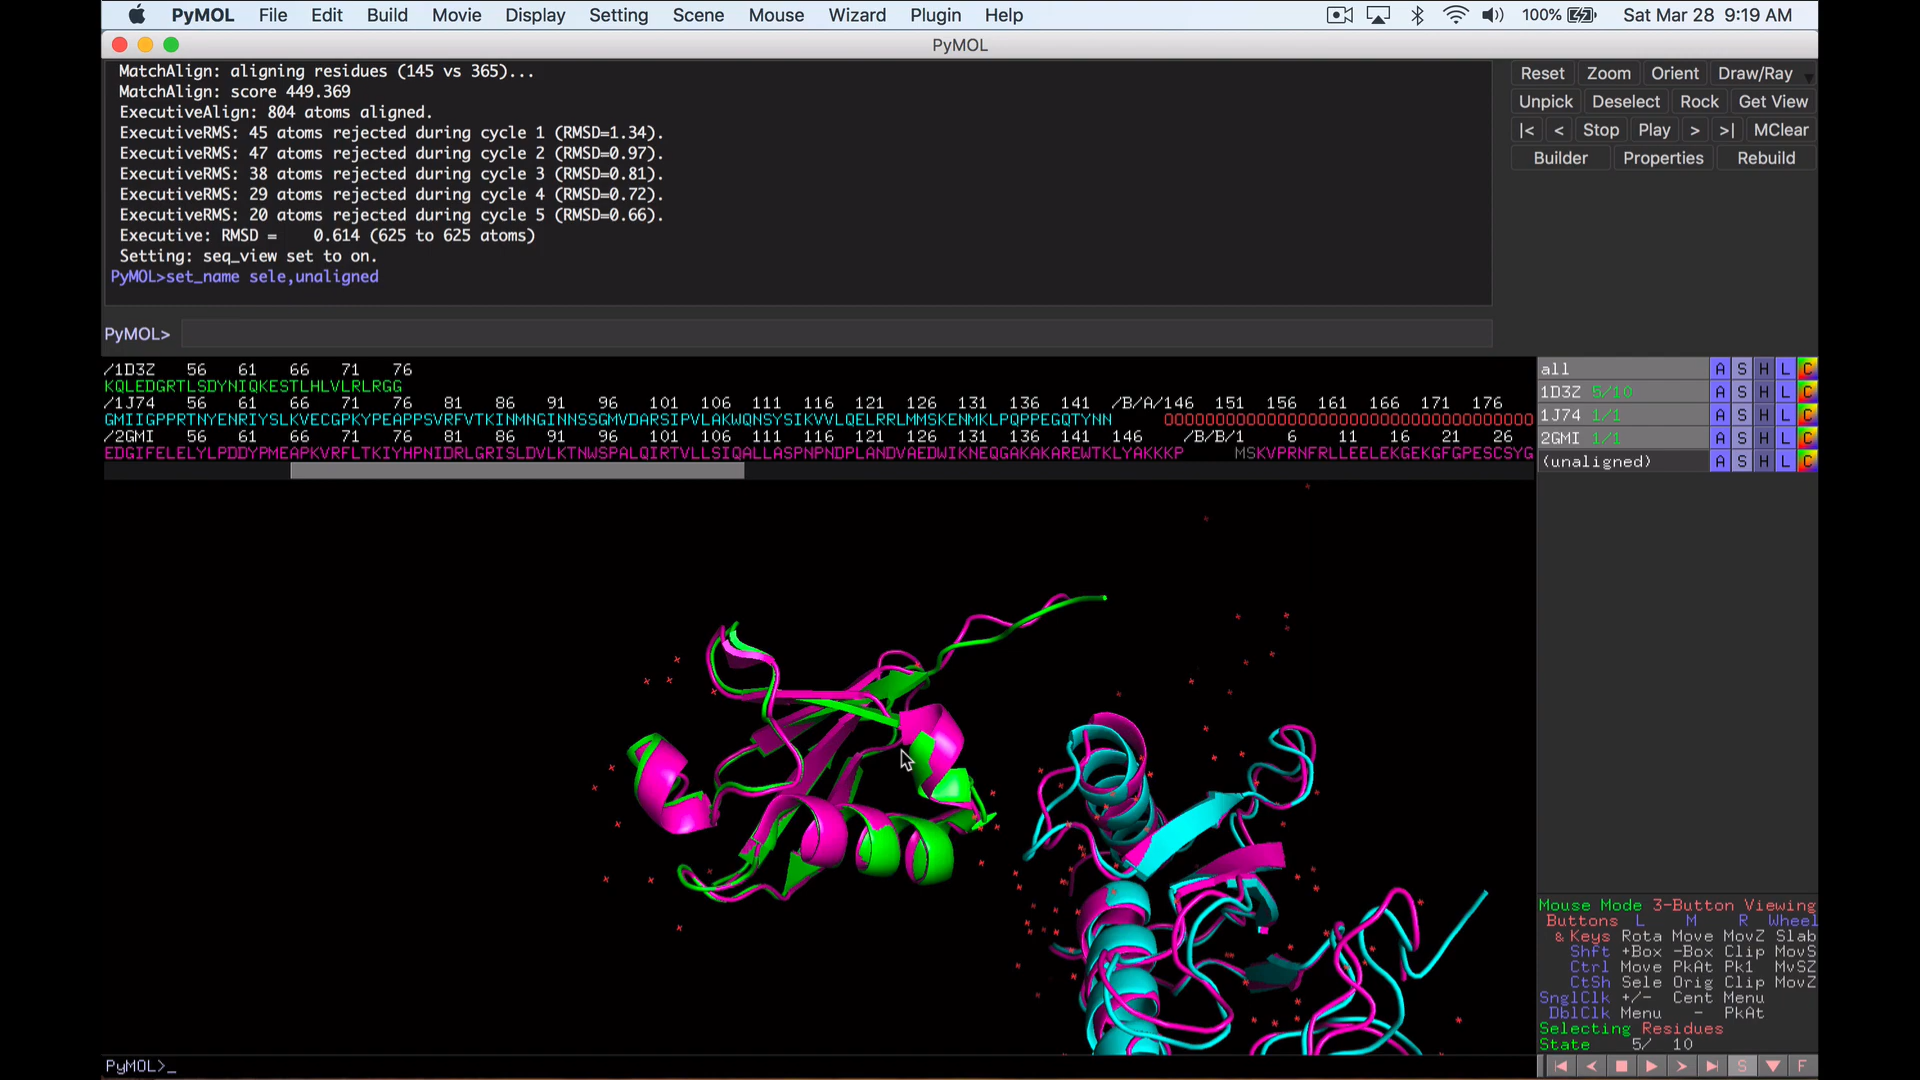 PyMOL File Edit Build Movie Display Setting Scene Mouse Wizard Plugin Help 100% Sat Mar 28 9:19 AM
PyMOL
MatchAlign: aligning residues (145 vs 365)...
MatchAlign: score 449.369
ExecutiveAlign: 804 atoms aligned.
ExecutiveRMS: 45 atoms rejected during cycle 1 (RMSD=1.34).
ExecutiveRMS: 47 atoms rejected during cycle 2 (RMSD=0.97).
ExecutiveRMS: 38 atoms rejected during cycle 3 (RMSD=0.81).
ExecutiveRMS: 29 atoms rejected during cycle 4 (RMSD=0.72).
ExecutiveRMS: 20 atoms rejected during cycle 5 (RMSD=0.66).
Executive: RMSD = 0.614 (625 to 625 atoms)
Setting: seq_view set to on.
PyMOL>set_name sele,unaligned
PyMOL>
Reset Zoom Orient Draw/Ray
Unpick Deselect Rock Get View
|< < Stop Play > >| MClear
Builder Properties Rebuild
/1D3Z 56 61 66 71 76
KQLEDGRTLSDYNIQKESTLHLVLRLRGG
/1J74 56 61 66 71 76 81 86 91 96 101 106 111 116 121 126 131 136 141 /B/A/146 151 156 161 166 171 176
GMIIGPPRTNYENRIYSLKVECGPKYPEAPPSVRFVTKINMNGINNSSGMVDARSIPVLAKWQNSYSIKVVLQELRRLMMSKENMKLPQPPEGQTYNN OOOOOOOOOOOOOOOOOOOOOOOOOOOOOOOOOOOO
/2GMI 56 61 66 71 76 81 86 91 96 101 106 111 116 121 126 131 136 141 146 /B/B/1 6 11 16 21 26
EDGIFELELYLPDDYPMEAPKVRFLTKIYHPNIDRLGRISLDVLKTNWSPALQIRTVLLSIQALLASPNPNDPLANDVAEDWIKNEQGAKAKAREWTKLYAKKKP MSKVPRNFRLLEELEKGEKGFGPESCSYG
all A S H L C
1D3Z 5/10 A S H L C
1J74 1/1 A S H L C
2GMI 1/1 A S H L C
(unaligned) A S H L C
Mouse Mode 3-Button Viewing
Buttons L M R Wheel
& Keys Rota Move MovZ Slab
Shft +Box -Box Clip MovS
Ctrl Move PkAt Pk1 MvSZ
CtSh Sele Orig Clip MovZ
SnglClk +/- Cent Menu
DblClk Menu - PkAt
Selecting Residues
State 5/ 10
S F
PyMOL>_